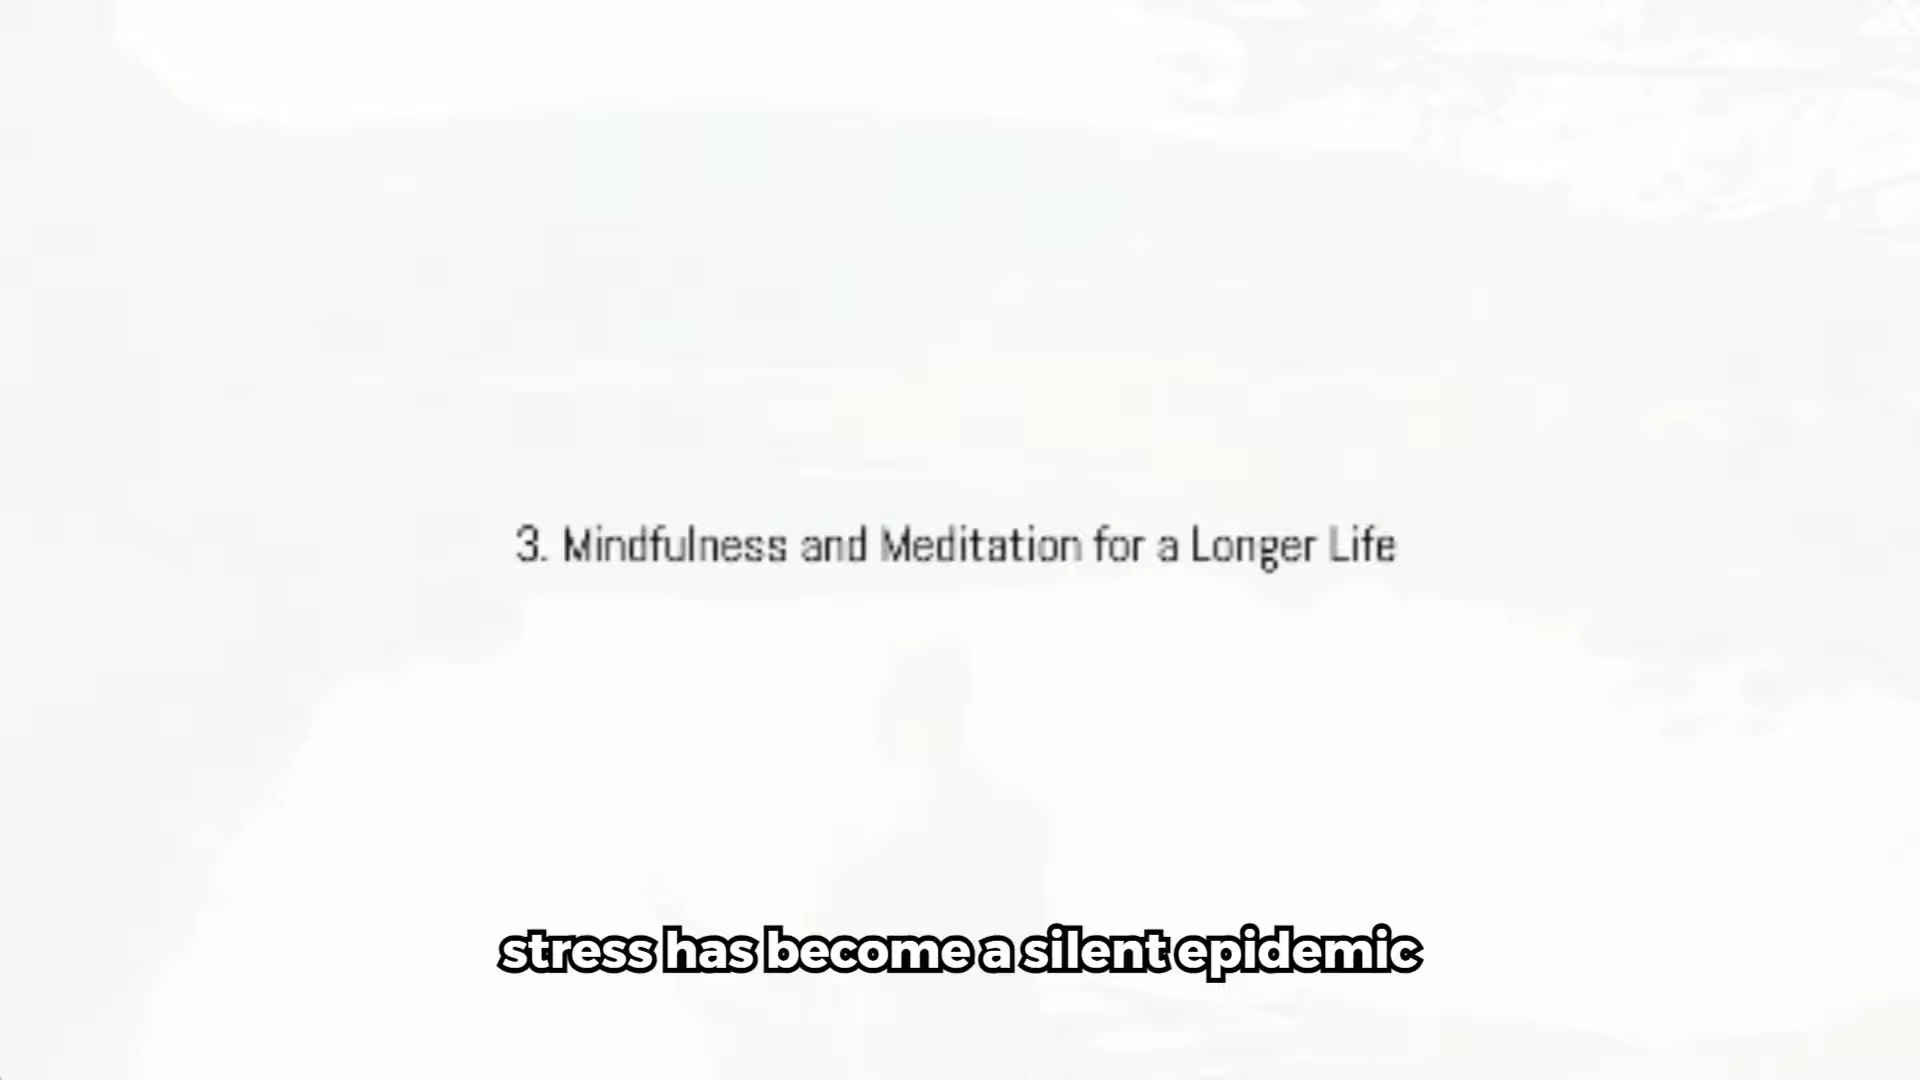 3. Mindfulness and Meditation for a Longer Life
stress has become a silent epidemic